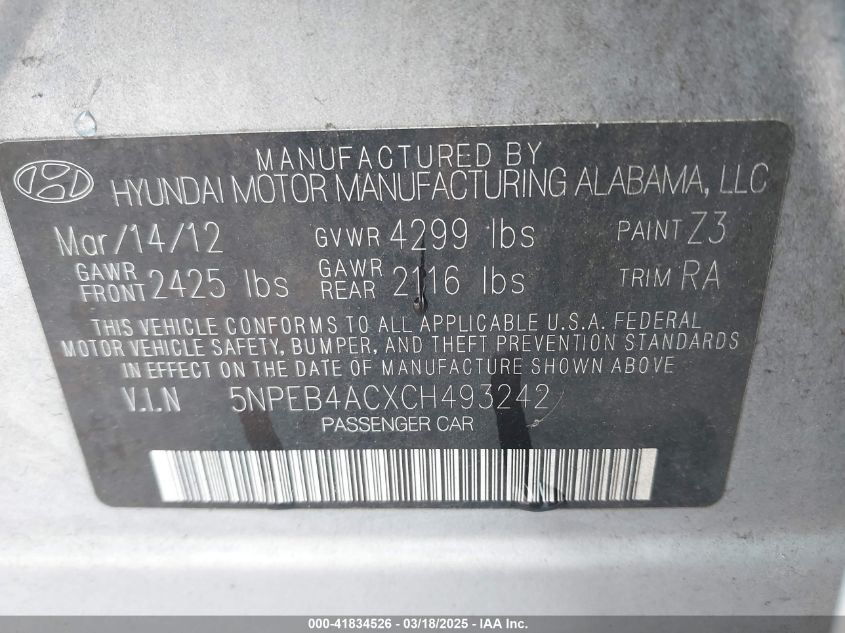 MANUFACTURED BY
HYUNDAI MOTOR MANUFACTURING ALABAMA, LLC
Mar/14/12 GVWR 4299 lbs PAINT Z3
GAWR FRONT 2425 lbs GAWR REAR 2116 lbs TRIM RA
THIS VEHICLE CONFORMS TO ALL APPLICABLE U.S.A. FEDERAL
MOTOR VEHICLE SAFETY, BUMPER, AND THEFT PREVENTION STANDARDS
IN EFFECT ON THE DATE OF MANUFACTURE SHOWN ABOVE
V.I.N 5NPEB4ACXCH493242
PASSENGER CAR
000-41834526 - 03/18/2025 - IAA Inc.